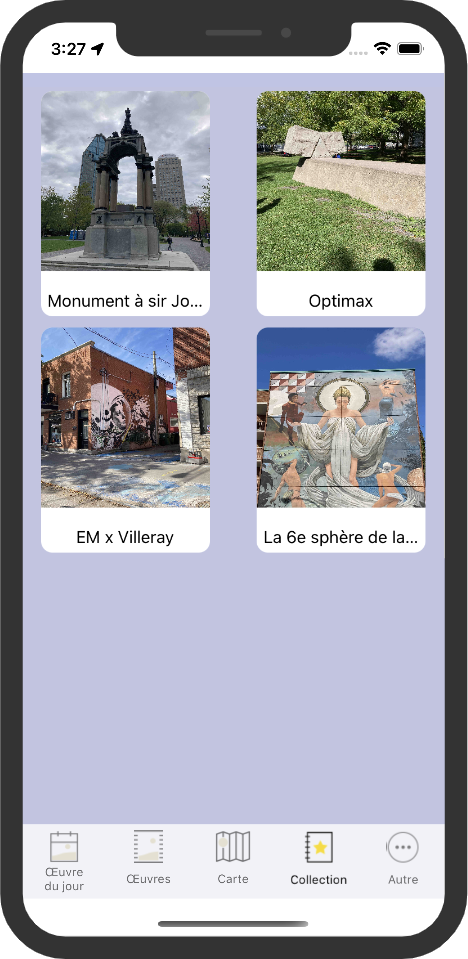 3:27
Monument à sir Jo...
Optimax
EM x Villeray
La 6e sphère de la...
Œuvre
du jour
Œuvres
Carte
Collection
Autre